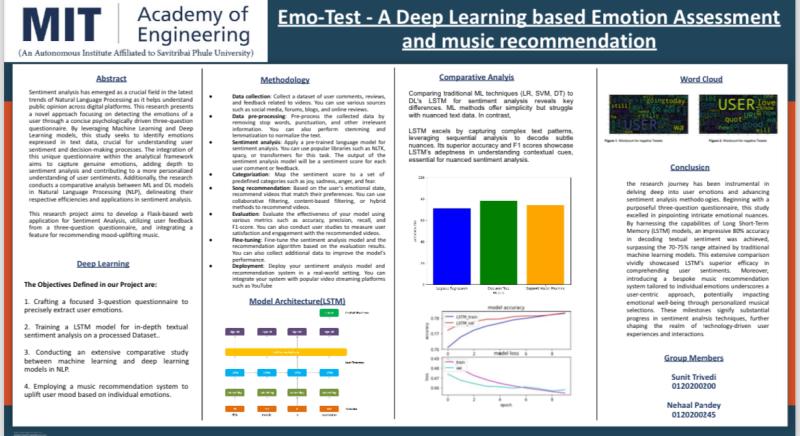 MIT
Academy of
Engineering
(An Autonomous Institute Affiliated to Savitribai Phule University)
Emo-Test - A Deep Learning based Emotion Assessment
and music recommendation
Abstract
Sentiment analysis has emerged as a crucial field in the latest
trends of Natural Language Processing as it helps understand
public opinion across digital platforms. This research presents
a novel approach focusing on detecting the emotions of a
user through a concise psychologically driven three-question
questionnaire. By leveraging Machine Learning and Deep
Learning models, this study seeks to identify emotions
expressed in text data, crucial for understanding user
sentiment and decision-making processes. The integration of
this unique questionnaire within the analytical framework
aims to capture genuine emotions, adding depth to
sentiment analysis and contributing to a more personalized
understanding of user sentiments. Additionally, the research
conducts a comparative analysis between ML and DL models
in Natural Language Processing (NLP), delineating their
respective efficiencies and applications in sentiment analysis.
This research project aims to develop a Flask-based web
application for Sentiment Analysis, utilizing user feedback
from a three-question questionnaire, and integrating a
feature for recommending mood-uplifting music.
Deep Learning
The Objectives Defined in our Project are:
1. Crafting a focused 3-question questionnaire to
precisely extract user emotions.
2. Training a LSTM model for in-depth textual
sentiment analysis on a processed Dataset..
3. Conducting an extensive comparative study
between machine learning and deep learning
models in NLP.
4. Employing a music recommendation system to
uplift user mood based on individual emotions.
Methodology
• Data collection: Collect a dataset of user comments, reviews,
and feedback related to videos. You can use various sources
such as social media, forums, blogs, and online reviews.
• Data pre-processing: Pre-process the collected data by
removing stop words, punctuation, and other irrelevant
information. You can also perform stemming and
lemmatization to normalize the text.
• Sentiment analysis: Apply a pre-trained language model for
sentiment analysis. You can use popular libraries such as NLTK,
spaCy, or transformers for this task. The output of the
sentiment analysis model will be a sentiment score for each
user comment or feedback.
• Categorization: Map the sentiment score to a set of
predefined categories such as joy, sadness, anger, and fear.
• Song recommendation: Based on the user's emotional state,
recommend videos that match their preferences. You can use
collaborative filtering, content-based filtering, or hybrid
methods to recommend videos.
• Evaluation: Evaluate the effectiveness of your model using
various metrics such as accuracy, precision, recall, and
F1-score. You can also conduct user studies to measure user
satisfaction and engagement with the recommended videos.
• Fine-tuning: Fine-tune the sentiment analysis model and the
recommendation algorithm based on the evaluation results.
You can also collect additional data to improve the model's
performance.
• Deployment: Deploy your sentiment analysis model and
recommendation system in a real-world setting. You can
integrate your system with popular video streaming platforms
such as YouTube
Model Architecture(LSTM)
Comparative Analysis
Comparing traditional ML techniques (LR, SVM, DT) to
DL's LSTM for sentiment analysis reveals key
differences. ML methods offer simplicity but struggle
with nuanced text data. In contrast,
LSTM excels by capturing complex text patterns,
leveraging sequential analysis to decode subtle
nuances. Its superior accuracy and F1 scores showcase
LSTM's adeptness in understanding contextual cues,
essential for nuanced sentiment analysis.
model accuracy
LSTM_train
LSTM_val
accuracy
model loss
train
val
loss
epoch
Word Cloud
USER
love
quot
still
Conclusion
the research journey has been instrumental in
delving deep into user emotions and advancing
sentiment analysis methodologies. Beginning with a
purposeful three-question questionnaire, this study
excelled in pinpointing intricate emotional nuances.
By harnessing the capabilities of Long Short-Term
Memory (LSTM) models, an impressive 80% accuracy
in decoding textual sentiment was achieved,
surpassing the 70-75% range attained by traditional
machine learning models. This extensive comparison
vividly showcased LSTM's superior efficacy in
comprehending user sentiments. Moreover,
introducing a bespoke music recommendation
system tailored to individual emotions underscores a
user-centric approach, potentially impacting
emotional well-being through personalized musical
selections. These milestones signify substantial
progress in sentiment analysis techniques, further
shaping the realm of technology-driven user
experiences and interactions.
Group Members
Sunit Trivedi
0120200200
Nehaal Pandey
0120200245